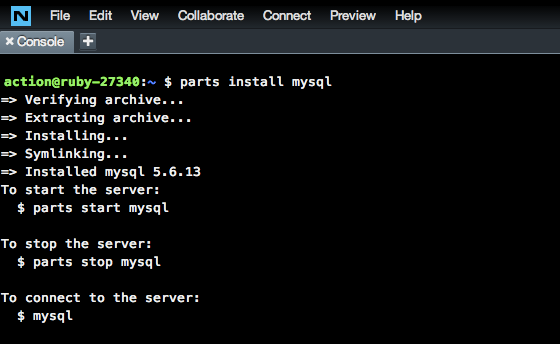 N File Edit View Collaborate Connect Preview Help
× Console +
action@ruby-27340:~ $ parts install mysql
=> Verifying archive...
=> Extracting archive...
=> Installing...
=> Symlinking...
=> Installed mysql 5.6.13
To start the server:
  $ parts start mysql
To stop the server:
  $ parts stop mysql
To connect to the server:
  $ mysql